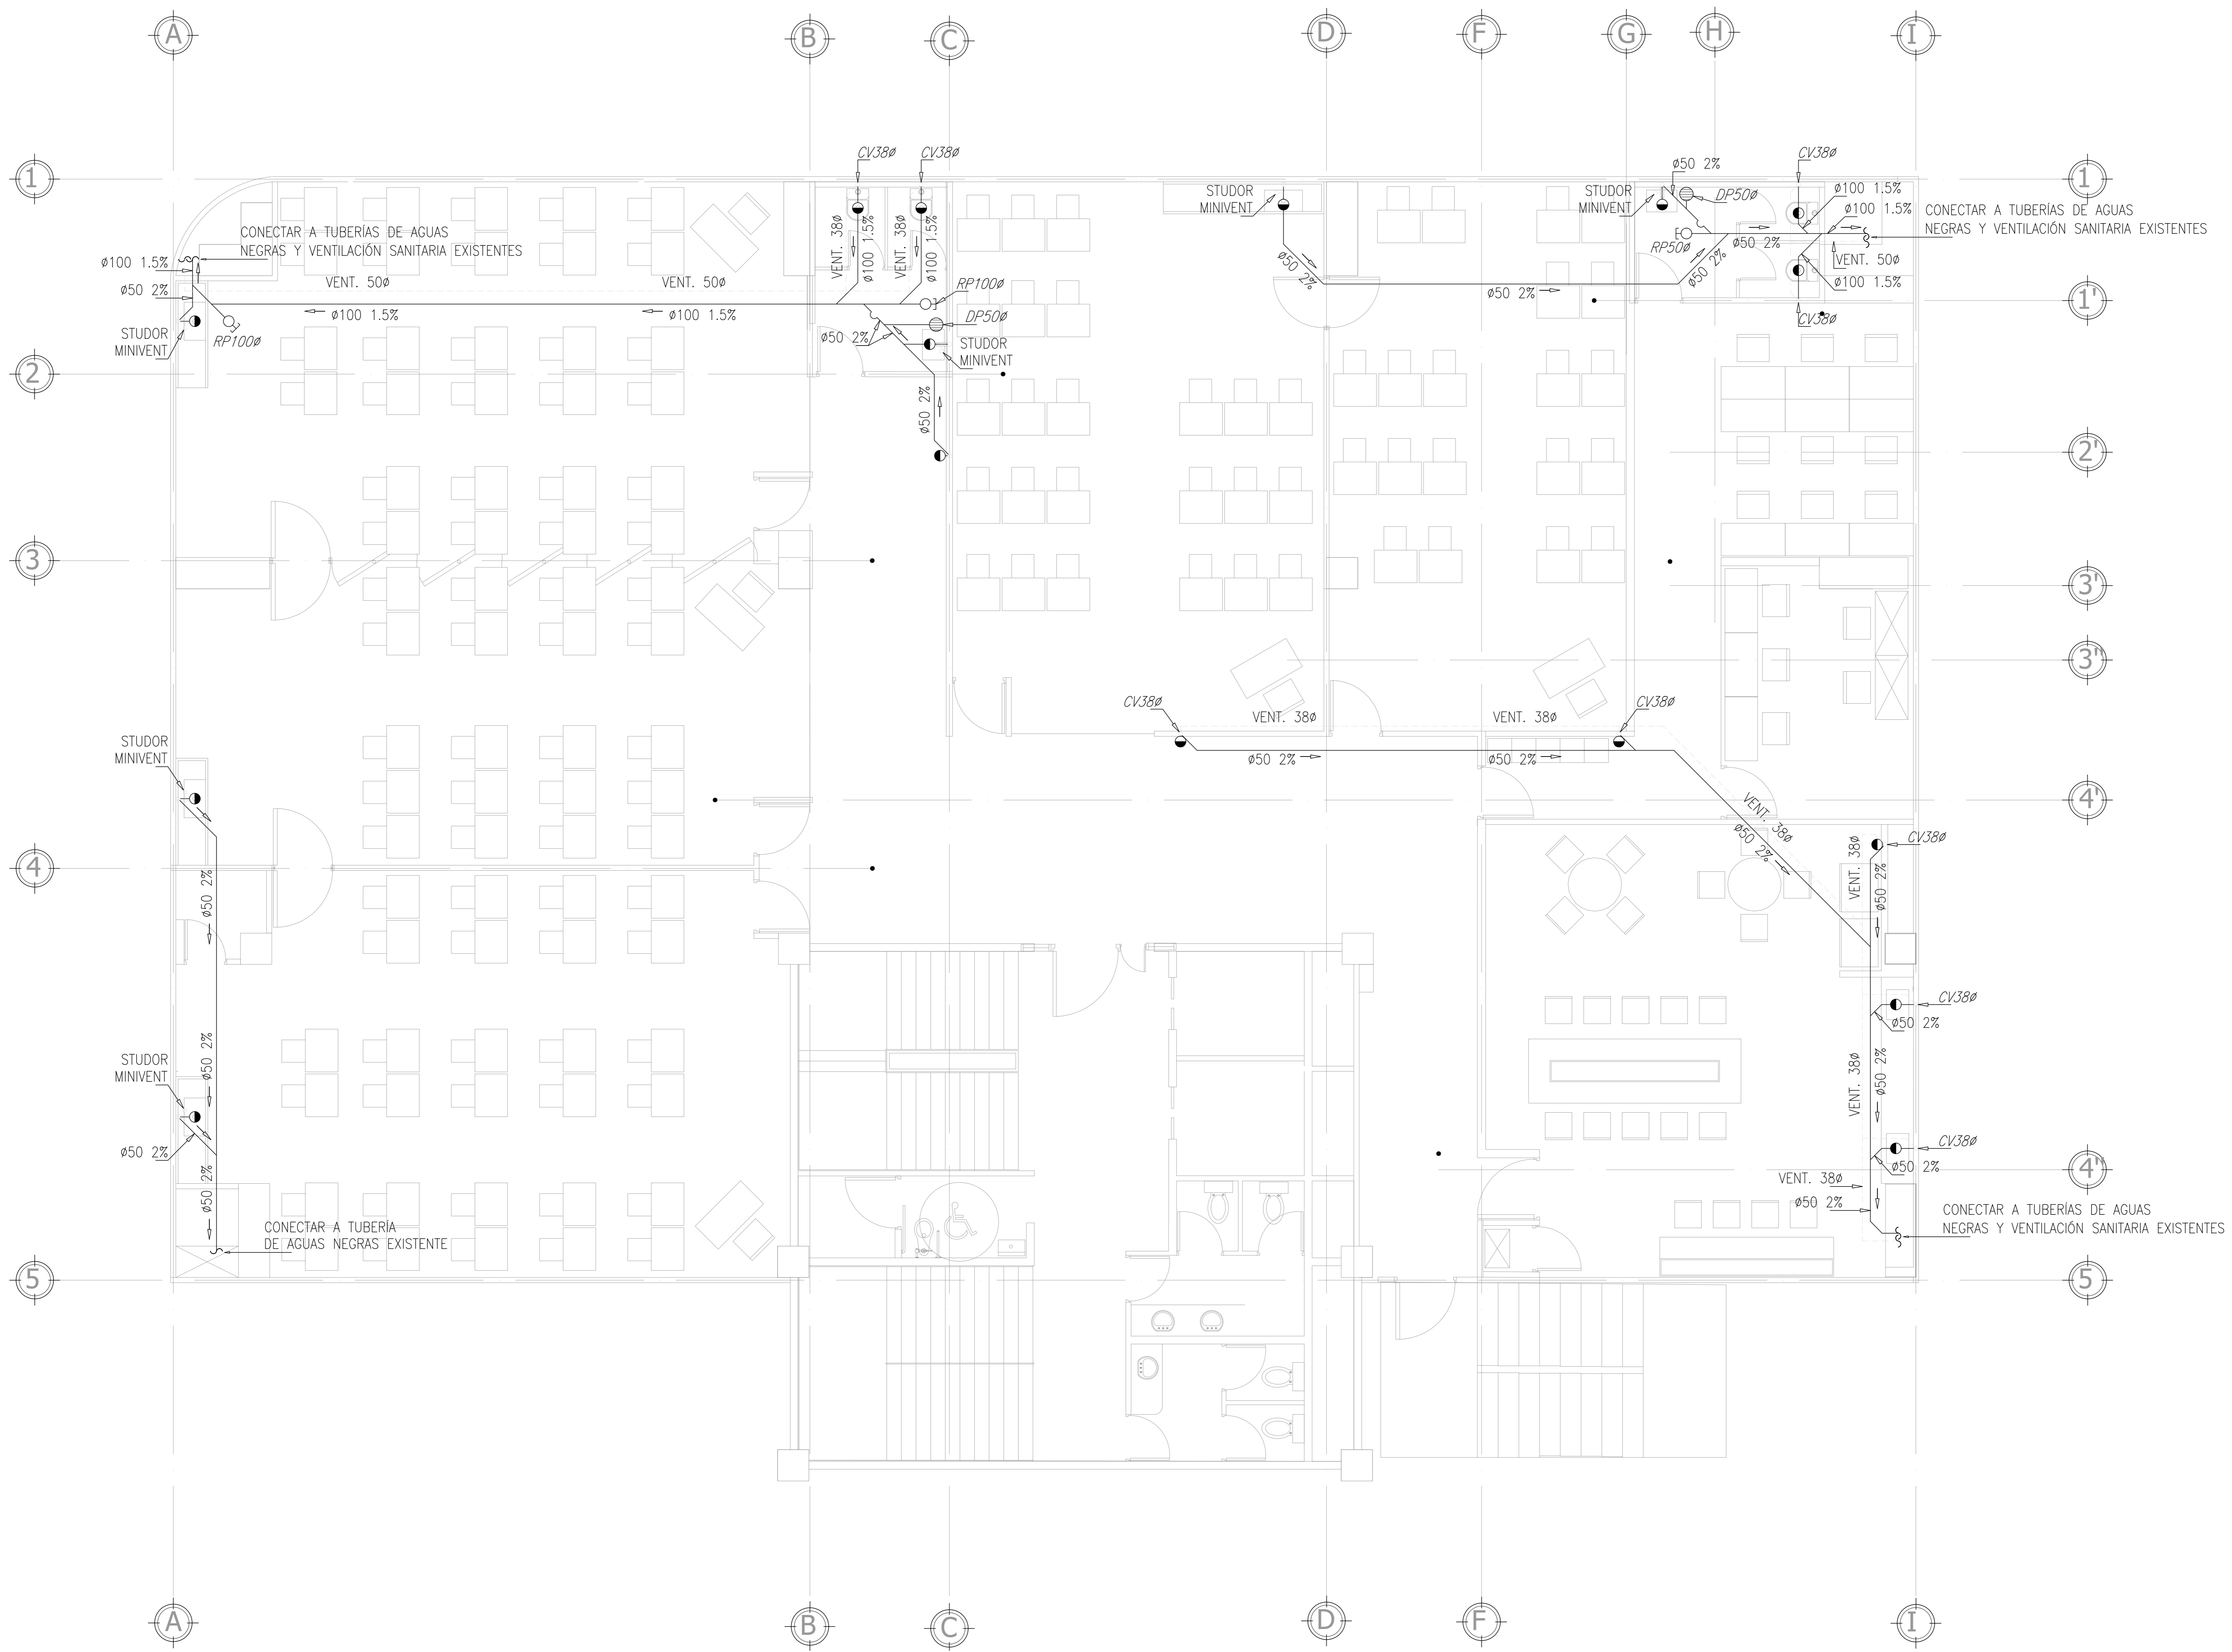 A
B
C
D
F
G
H
I
CV38ø
CV38ø
CV38ø
1
1
ø50 2%
STUDOR
MINIVENT
STUDOR
MINIVENT
DP50ø
ø100 1.5%
ø100 1.5%
CONECTAR A TUBERÍAS DE AGUAS
NEGRAS Y VENTILACIÓN SANITARIA EXISTENTES
CONECTAR A TUBERÍAS DE AGUAS
NEGRAS Y VENTILACIÓN SANITARIA EXISTENTES
VENT. 38ø
ø100 1.5%
VENT. 38ø
ø100 1.5%
RP50ø
ø50 2%
ø50 2%
ø50 2%
VENT. 50ø
ø100 1.5%
ø100 1.5%
VENT. 50ø
VENT. 50ø
RP100ø
ø50 2%
ø50 2%
1'
ø100 1.5%
ø100 1.5%
DP50ø
CV38ø
STUDOR
MINIVENT
RP100ø
ø50 2%
STUDOR
MINIVENT
2
ø50 2%
2'
3
3'
3"
CV38ø
VENT. 38ø
VENT. 38ø
CV38ø
STUDOR
MINIVENT
ø50 2%
ø50 2%
4'
VENT. 38ø
ø50 2%
CV38ø
VENT. 38ø
ø50 2%
4
ø50 2%
CV38ø
ø50 2%
STUDOR
MINIVENT
ø50 2%
VENT. 38ø
ø50 2%
CV38ø
ø50 2%
ø50 2%
4"
ø50 2%
VENT. 38ø
ø50 2%
CONECTAR A TUBERÍAS DE AGUAS
NEGRAS Y VENTILACIÓN SANITARIA EXISTENTES
CONECTAR A TUBERÍA
DE AGUAS NEGRAS EXISTENTE
5
5
A
B
C
D
F
I